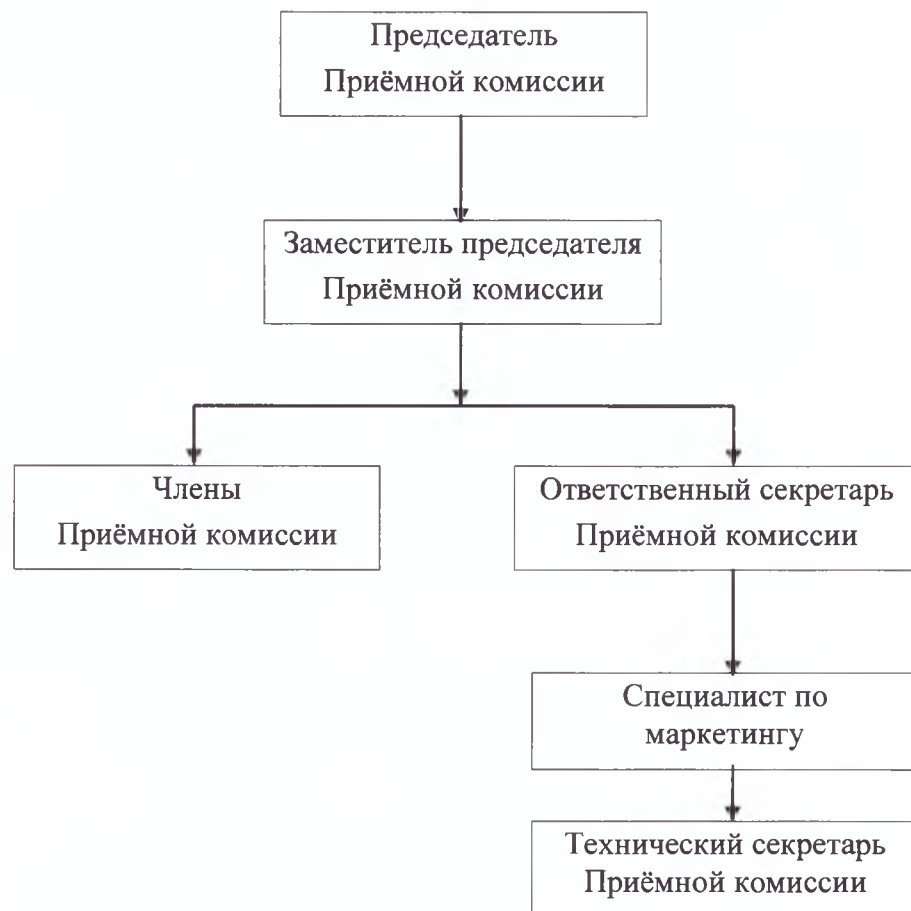 Председатель
Приёмной комиссии
Заместитель председателя
Приёмной комиссии
Члены
Приёмной комиссии
Ответственный секретарь
Приёмной комиссии
Специалист по
маркетингу
Технический секретарь
Приёмной комиссии